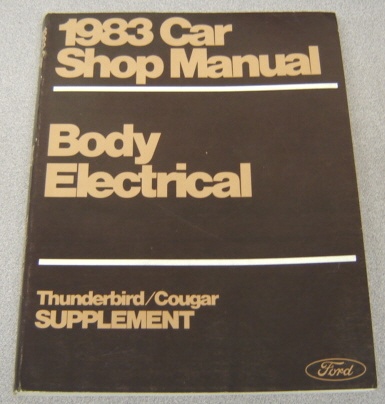 1983 Car
Shop Manual
Body
Electrical
Thunderbird/Cougar
SUPPLEMENT
Ford